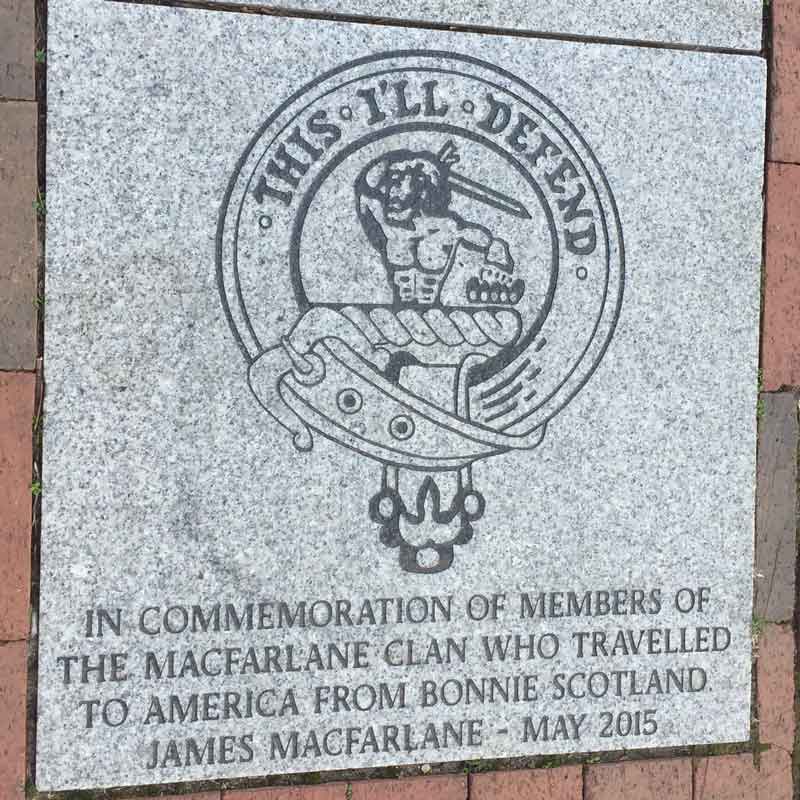 THIS · I'LL · DEFEND
IN COMMEMORATION OF MEMBERS OF
THE MACFARLANE CLAN WHO TRAVELLED
TO AMERICA FROM BONNIE SCOTLAND.
JAMES MACFARLANE - MAY 2015